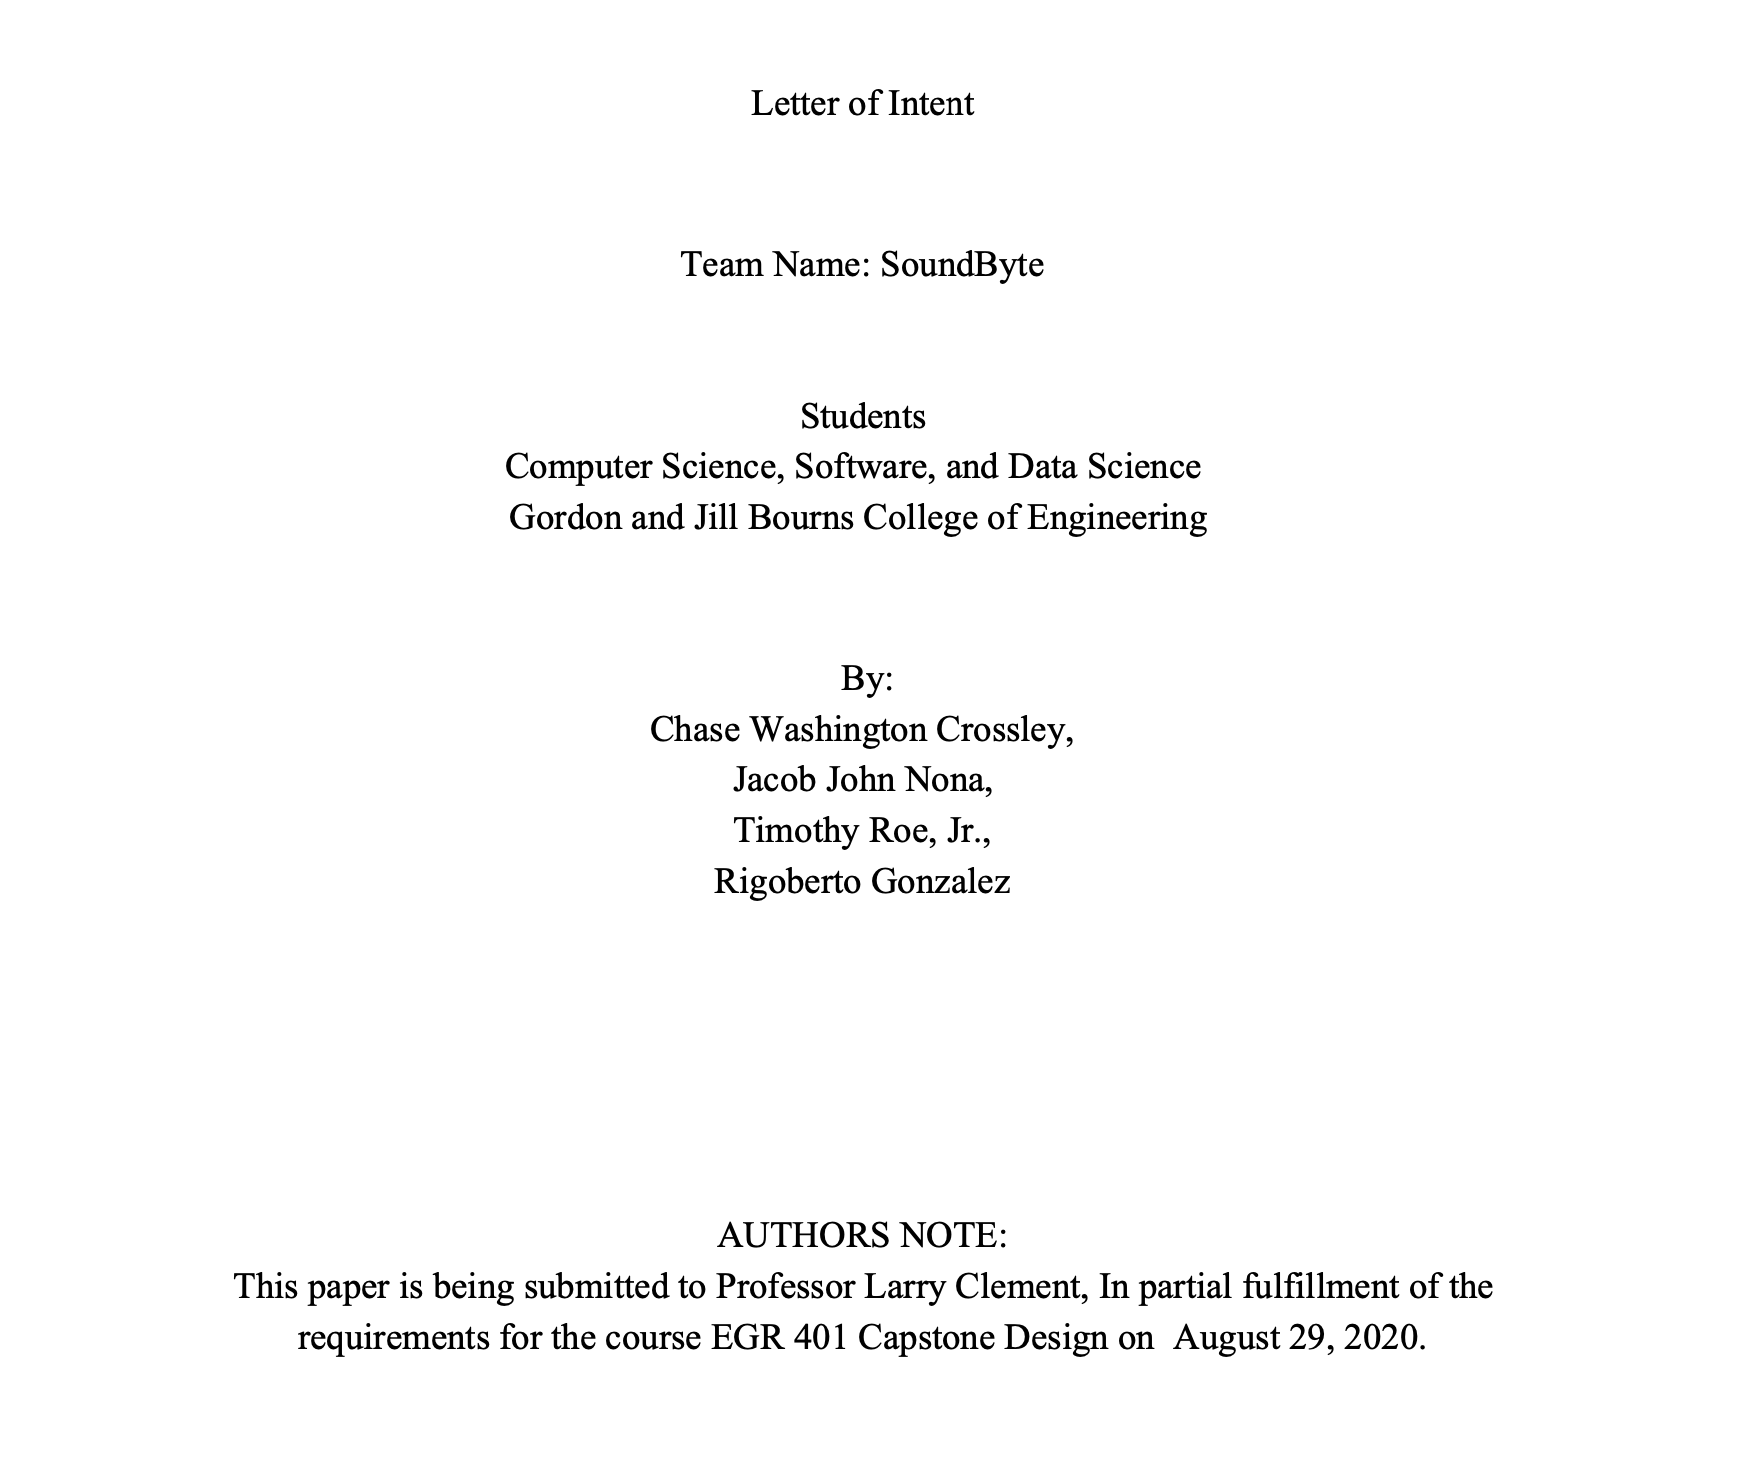 Letter of Intent
Team Name: SoundByte
Students
Computer Science, Software, and Data Science
Gordon and Jill Bourns College of Engineering
By:
Chase Washington Crossley,
Jacob John Nona,
Timothy Roe, Jr.,
Rigoberto Gonzalez
AUTHORS NOTE:
This paper is being submitted to Professor Larry Clement, In partial fulfillment of the
requirements for the course EGR 401 Capstone Design on  August 29, 2020.